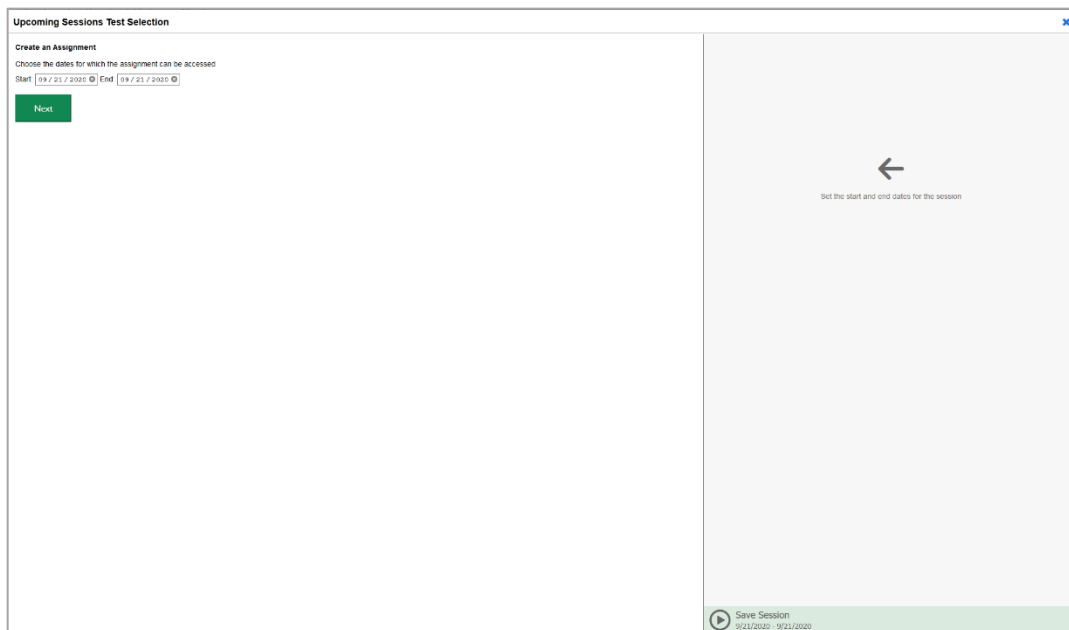 Upcoming Sessions Test Selection
Create an Assignment
Choose the dates for which the assignment can be accessed
Start 09 / 21 / 2020 End 09 / 21 / 2020
Next
Set the start and end dates for the session
Save Session
9/21/2020 - 9/21/2020